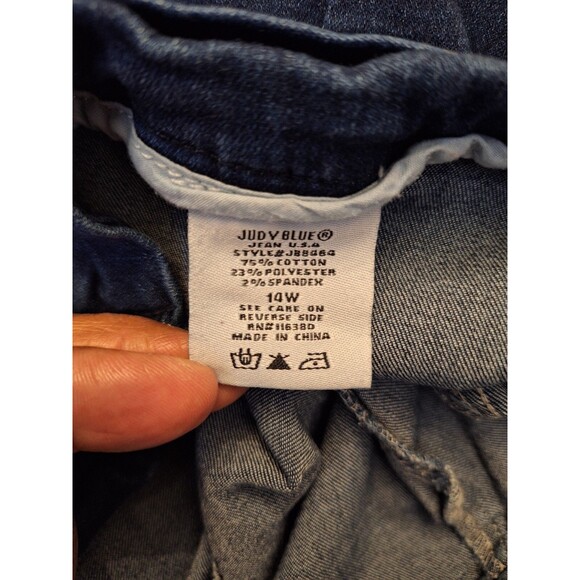 JUDY BLUE®
JEAN U.S.A
STYLE#JB8464
75%COTTON
23%POLYESTER
2%SPANDEX
14W
SEE CARE ON
REVERSE SIDE
RN#116380
MADE IN CHINA